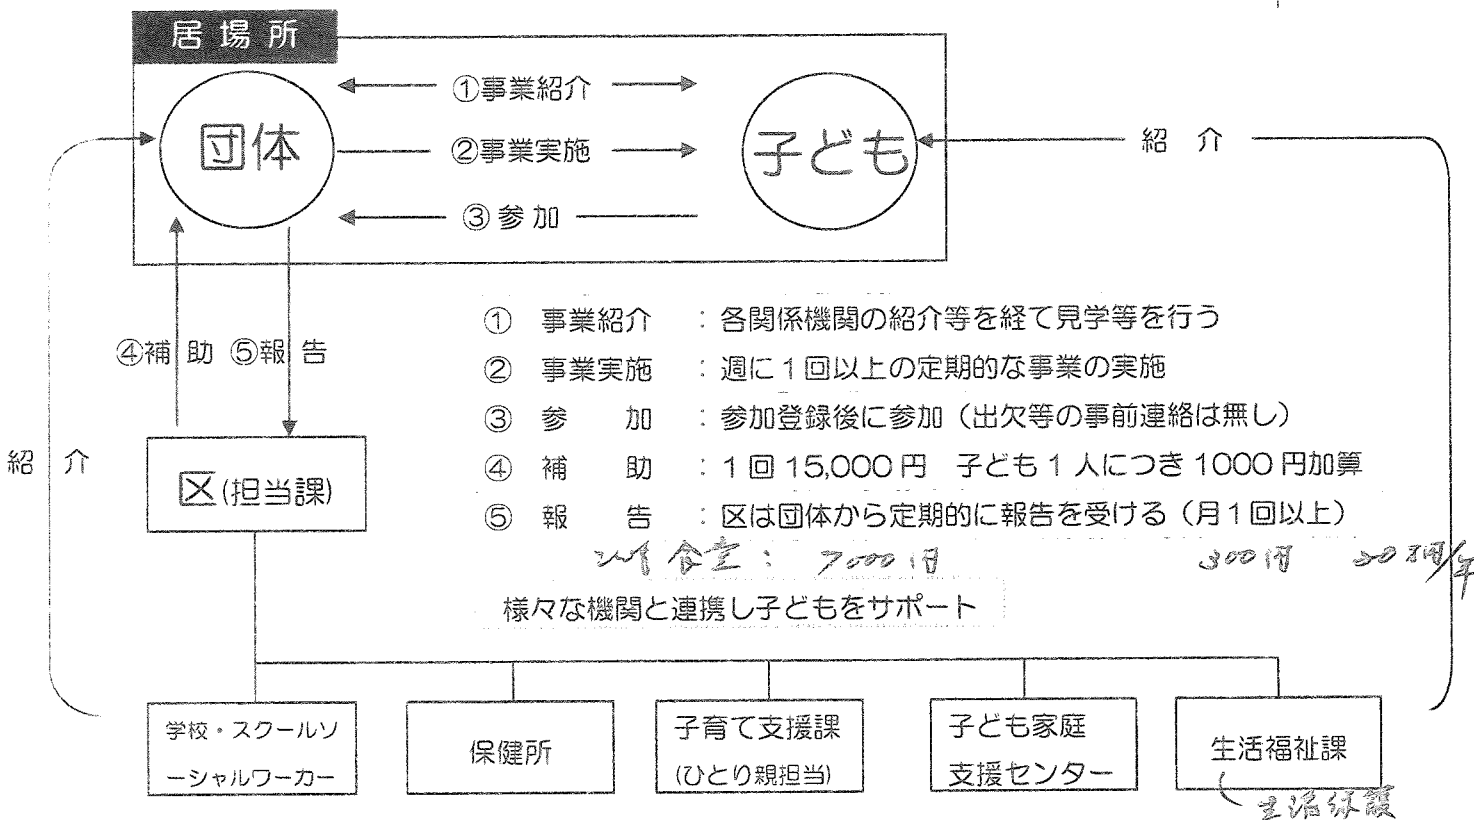 居場所
①事業紹介
団体
②事業実施
子ども
紹 介
③参 加
① 事業紹介 : 各関係機関の紹介等を経て見学等を行う
④補 助 ⑤報 告
② 事業実施 : 週に1回以上の定期的な事業の実施
③ 参 加 : 参加登録後に参加（出欠等の事前連絡は無し）
紹 介
④ 補 助 : 1回 15,000円 子ども1人につき1000円加算
区(担当課)
⑤ 報 告 : 区は団体から定期的に報告を受ける（月1回以上）
食堂: 7000円 300円
様々な機関と連携し子どもをサポート
学校・スクールソ
ーシャルワーカー
保健所
子育て支援課
(ひとり親担当)
子ども家庭
支援センター
生活福祉課
生活保護